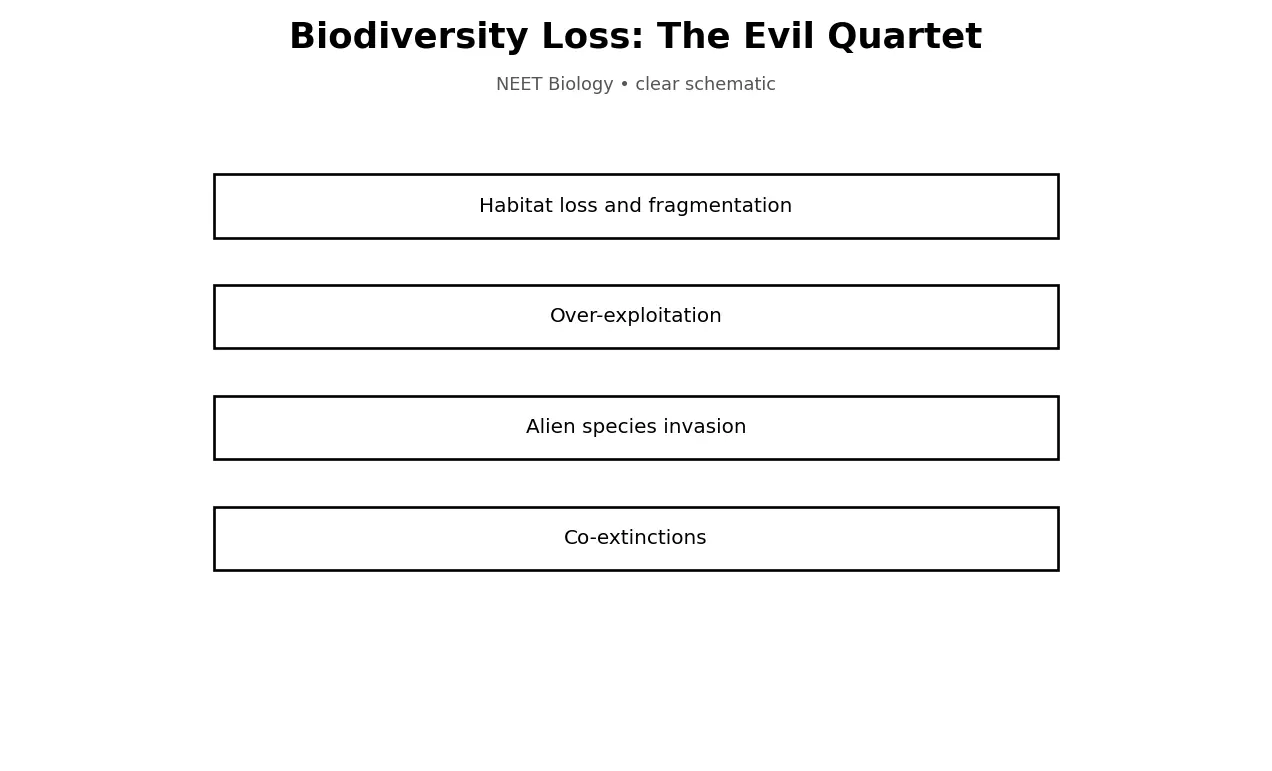 Biodiversity Loss: The Evil Quartet
NEET Biology • clear schematic
Habitat loss and fragmentation
Over-exploitation
Alien species invasion
Co-extinctions